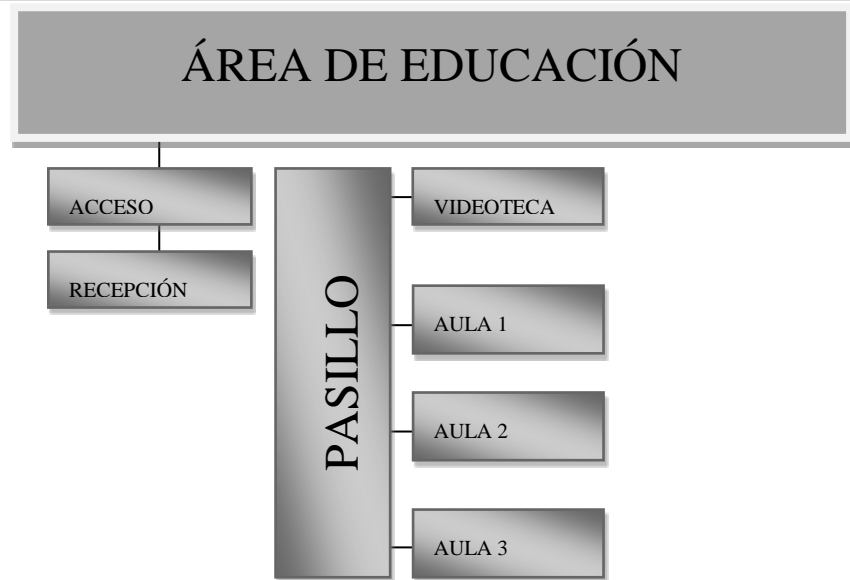 ÁREA DE EDUCACIÓN
ACCESO
RECEPCIÓN
PASILLO
VIDEOTECA
AULA 1
AULA 2
AULA 3